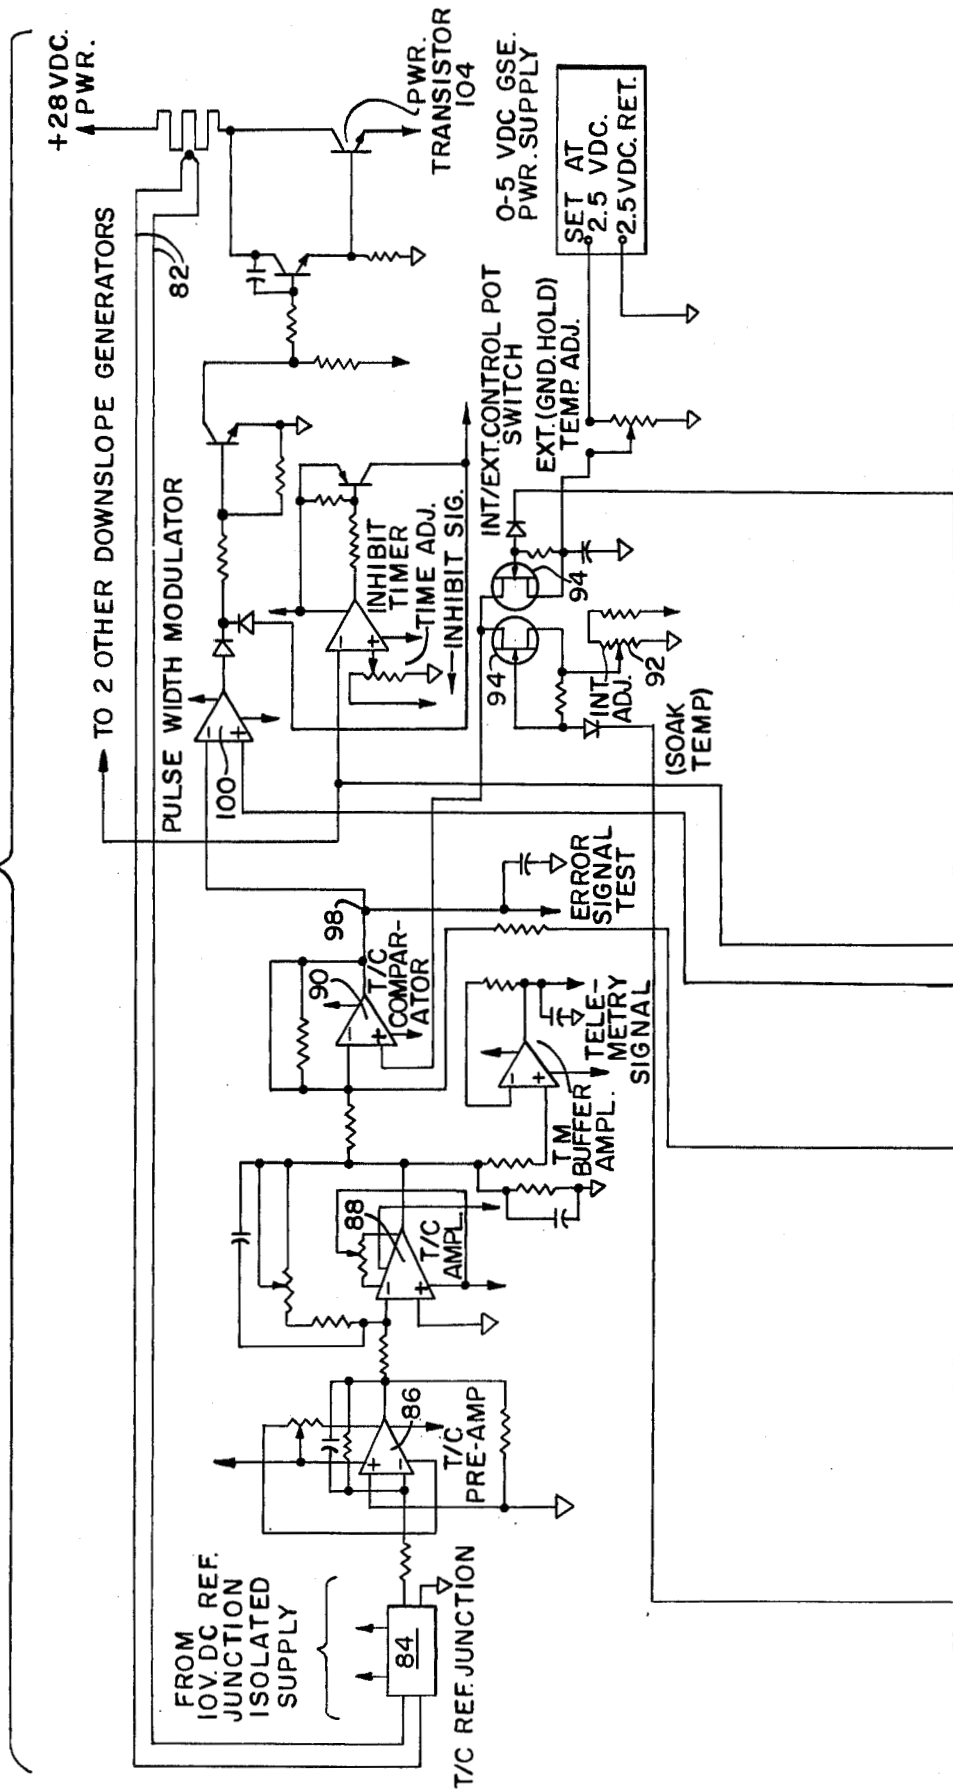 +28VDC.
PWR.
TO 2 OTHER DOWNSLOPE GENERATORS
82
PWR.
TRANSISTOR
104
PULSE WIDTH MODULATOR
100
INHIBIT
TIMER
TIME ADJ.
INHIBIT SIG.
0-5 VDC GSE.
PWR. SUPPLY
SET AT
2.5 VDC.
2.5 VDC. RET.
INT/EXT. CONTROL POT
SWITCH
EXT. (GND. HOLD)
TEMP. ADJ.
94
94
INT.
ADJ.
92
(SOAK
TEMP)
98
90
T/C
COMPAR-
ATOR
ERROR
SIGNAL
TEST
88
T/C
AMPL.
TM
BUFFER
AMPL.
TELE-
METRY
SIGNAL
86
T/C
PRE-AMP
FROM
10V. DC REF.
JUNCTION
ISOLATED
SUPPLY
84
T/C REF. JUNCTION